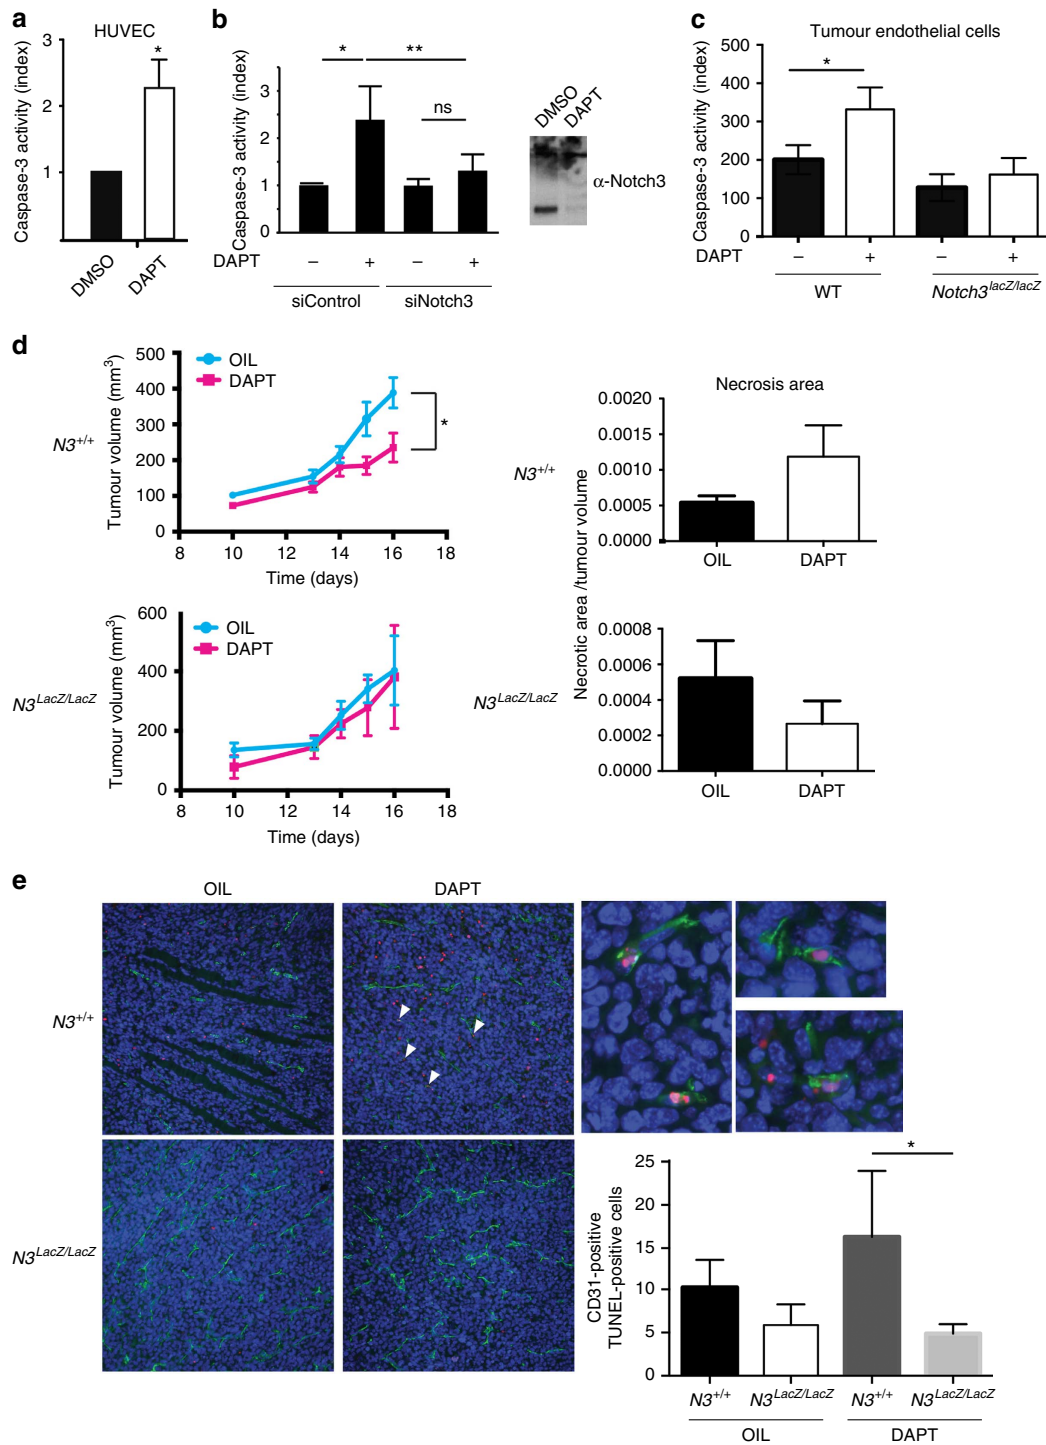 a
HUVEC
Caspase-3 activity (index)
3
2
1
*
DMSO
DAPT
b
Caspase-3 activity (index)
3
2
1
0
*
**
ns
DAPT
– + – +
siControl
siNotch3
DMSO
DAPT
α-Notch3
c
Tumour endothelial cells
Caspase-3 activity (index)
500
400
300
200
100
0
*
DAPT
– + – +
WT
Notch3lacZ/lacZ
d
N3+/+
Tumour volume (mm3)
500
400
300
200
100
0
OIL
DAPT
*
8 10 12 14 16 18
Time (days)
N3LacZ/LacZ
Tumour volume (mm3)
600
400
200
0
OIL
DAPT
8 10 12 14 16 18
Time (days)
Necrosis area
Necrotic area /tumour volume
N3+/+
0.0020
0.0015
0.0010
0.0005
0.0000
OIL DAPT
N3LacZ/LacZ
0.0008
0.0006
0.0004
0.0002
0.0000
OIL DAPT
e
OIL
DAPT
N3+/+
N3LacZ/LacZ
CD31-positive
TUNEL-positive cells
25
20
15
10
5
0
*
N3+/+ N3LacZ/LacZ N3+/+ N3LacZ/LacZ
OIL DAPT